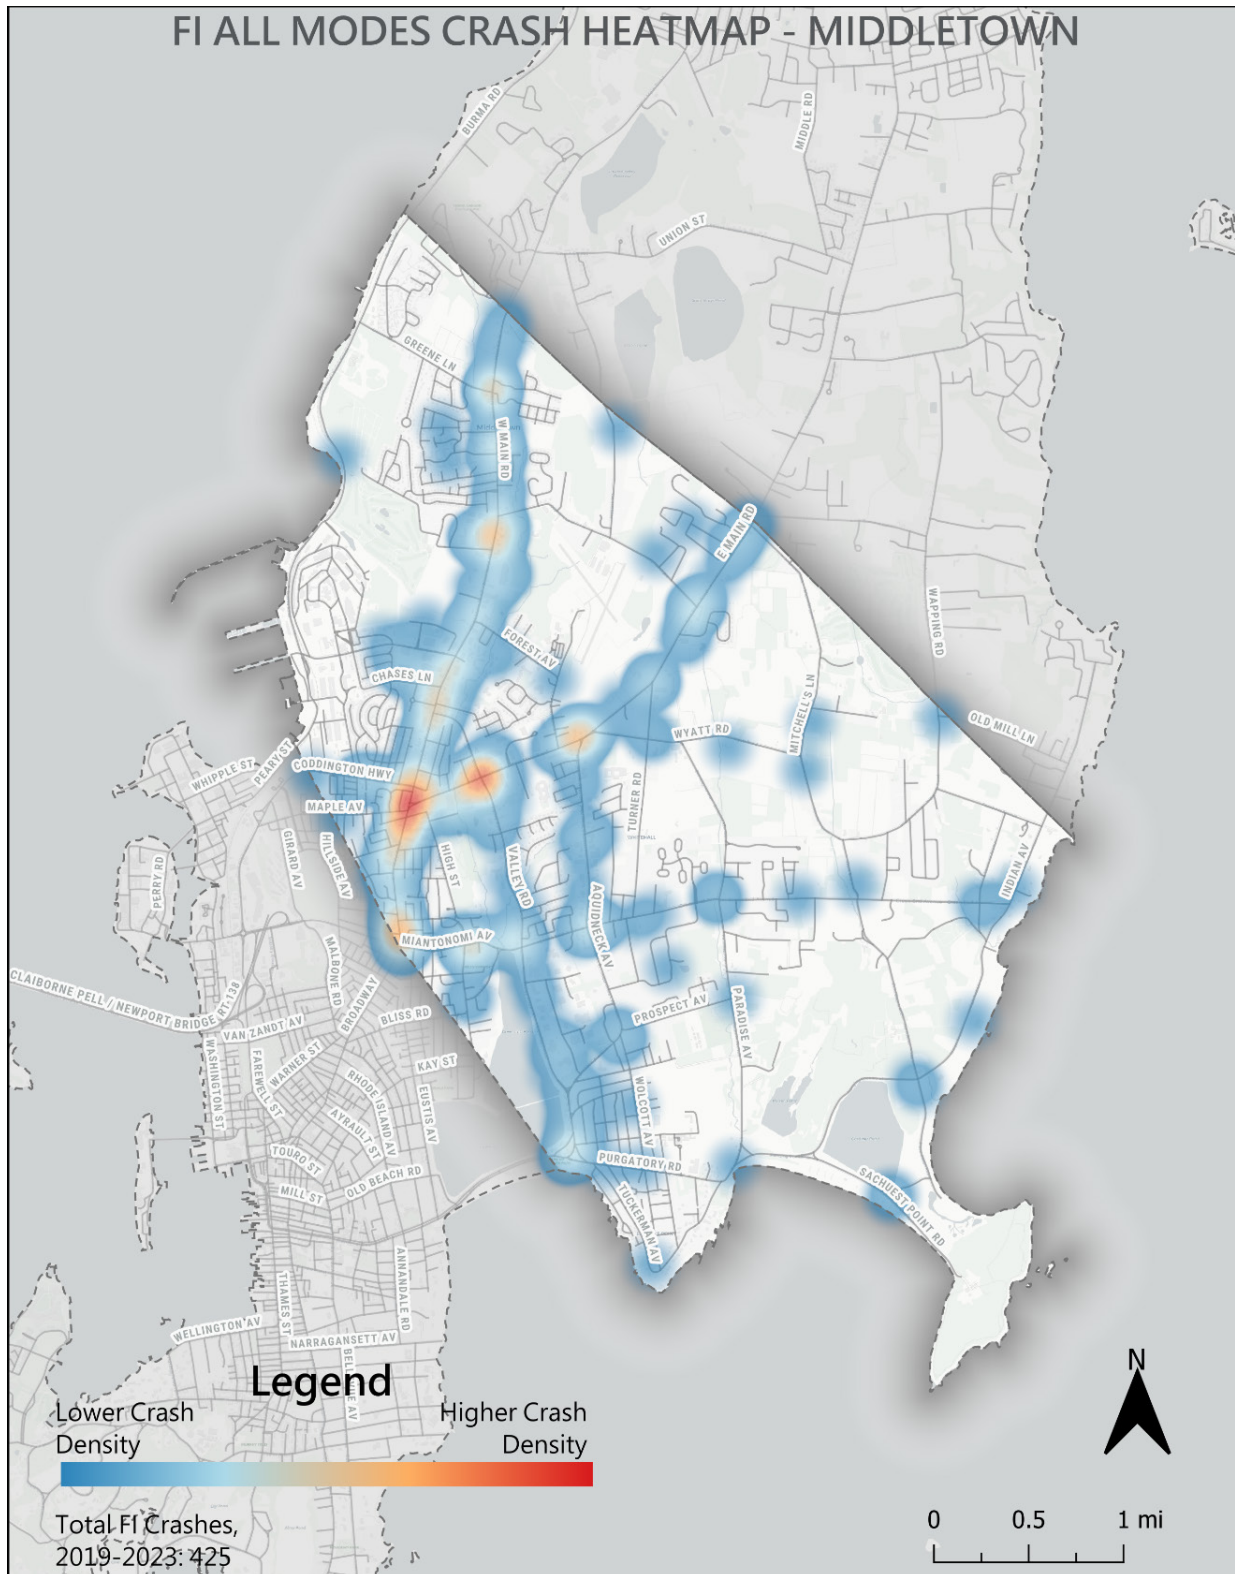 FI ALL MODES CRASH HEATMAP - MIDDLETOWN
BURMA RD
MIDDLE RD
UNION ST
GREENE LN
W MAIN RD
E MAIN RD
WAPPING RD
FOREST AV
CHASES LN
MITCHELL'S LN
OLD MILL LN
WYATT RD
PEARY ST
WHIPPLE ST
CODDINGTON HWY
MAPLE AV
TURNER RD
GIRARD AV
HILLSIDE AV
HIGH ST
VALLEY RD
PERRY RD
INDIAN AV
AQUIDNECK AV
MIANTONOMI AV
MALBONE RD
CLAIBORNE PELL / NEWPORT BRIDGE RT-138
BROADWAY
BLISS RD
PROSPECT AV
PARADISE AV
VAN ZANDT AV
WASHINGTON ST
FAREWELL ST
WARNER ST
KAY ST
RHODE ISLAND AV
EUSTIS AV
AYRAULT ST
WOLCOTT AV
TOURO ST
OLD BEACH RD
PURGATORY RD
MILL ST
TUCKERMAN AV
SACHUEST POINT RD
ANNANDALE RD
THAMES ST
WELLINGTON AV
NARRAGANSETT AV
Legend
Lower Crash
Density
Higher Crash
Density
Total FI Crashes,
2019-2023: 425
N
0 0.5 1 mi